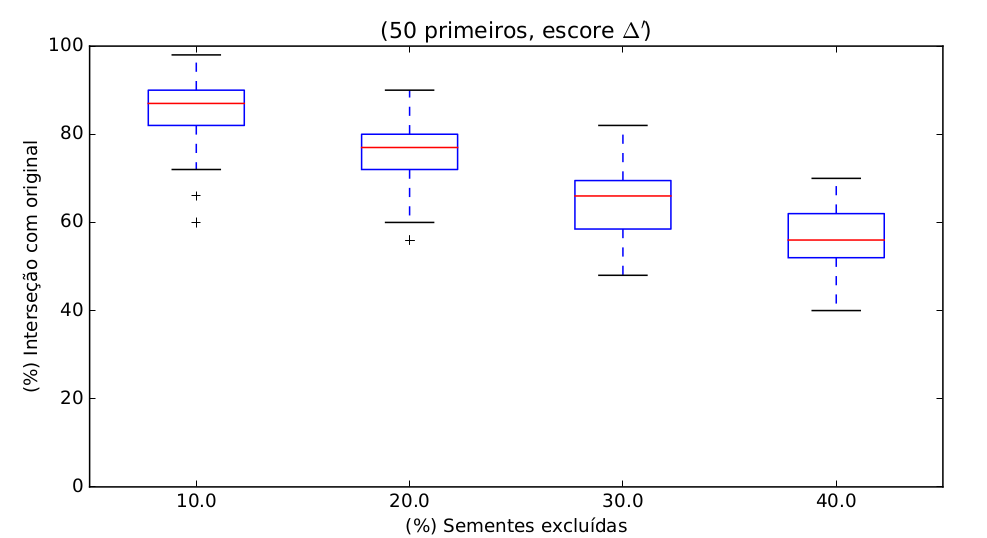 (50 primeiros, escore Δ′)
100
80
60
40
20
0
(%) Interseção com original
10.0 20.0 30.0 40.0
(%) Sementes excluídas